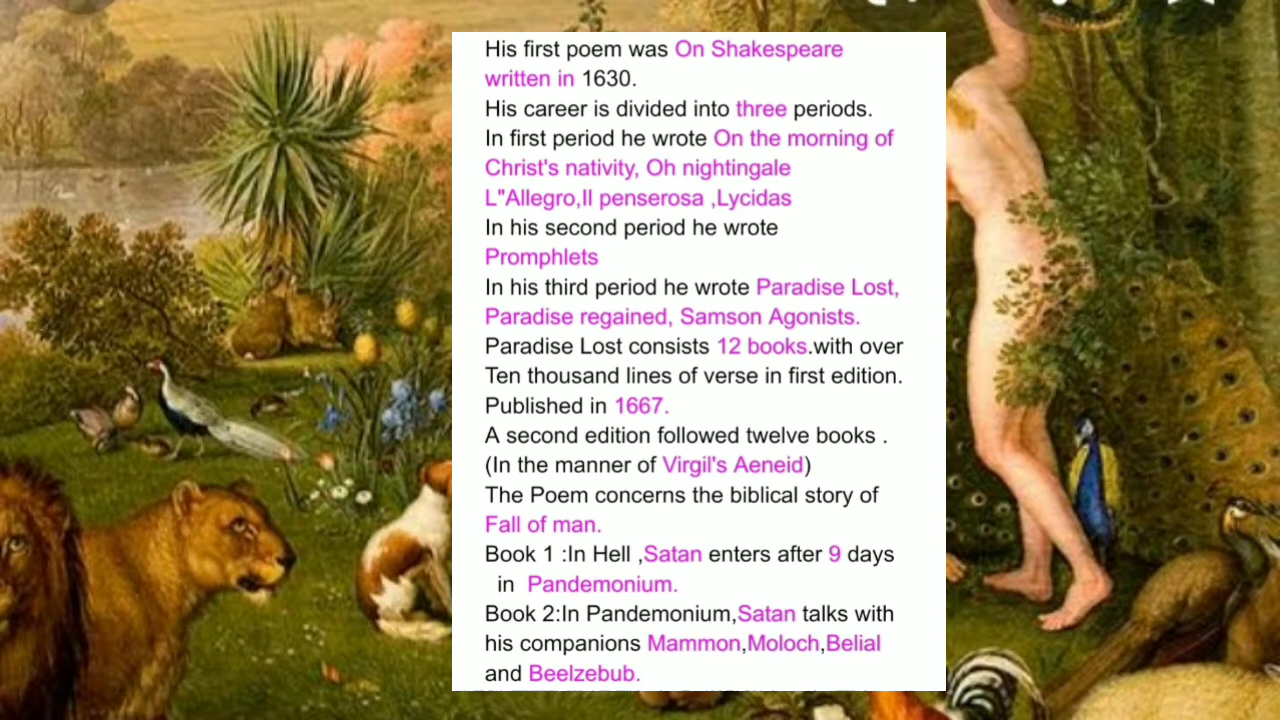 His first poem was On Shakespeare
written in 1630.
His career is divided into three periods.
In first period he wrote On the morning of
Christ's nativity, Oh nightingale
L"Allegro,Il penserosa ,Lycidas
In his second period he wrote
Promphlets
In his third period he wrote Paradise Lost,
Paradise regained, Samson Agonists.
Paradise Lost consists 12 books.with over
Ten thousand lines of verse in first edition.
Published in 1667.
A second edition followed twelve books .
(In the manner of Virgil's Aeneid)
The Poem concerns the biblical story of
Fall of man.
Book 1 :In Hell ,Satan enters after 9 days
in Pandemonium.
Book 2:In Pandemonium,Satan talks with
his companions Mammon,Moloch,Belial
and Beelzebub.